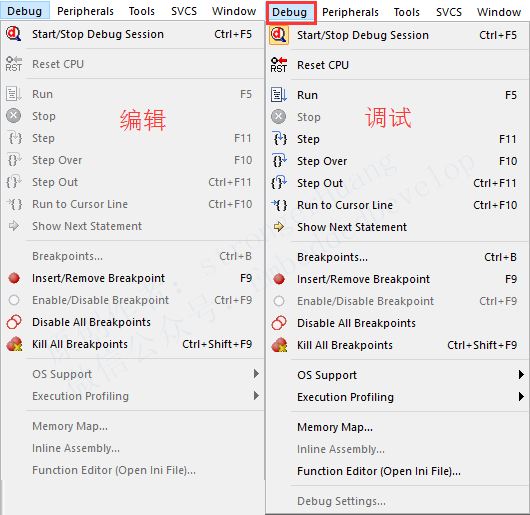 Debug Peripherals Tools SVCS Window
Start/Stop Debug Session Ctrl+F5
Reset CPU
RST
Run F5
Stop
编辑
Step F11
Step Over F10
Step Out Ctrl+F11
Run to Cursor Line Ctrl+F10
Show Next Statement
Breakpoints... Ctrl+B
Insert/Remove Breakpoint F9
Enable/Disable Breakpoint Ctrl+F9
Disable All Breakpoints
Kill All Breakpoints Ctrl+Shift+F9
OS Support
Execution Profiling
Memory Map...
Inline Assembly...
Function Editor (Open Ini File)...
Debug Peripherals Tools SVCS Window
Start/Stop Debug Session Ctrl+F5
Reset CPU
RST
Run F5
Stop
调试
Step F11
Step Over F10
Step Out Ctrl+F11
Run to Cursor Line Ctrl+F10
Show Next Statement
Breakpoints... Ctrl+B
Insert/Remove Breakpoint F9
Enable/Disable Breakpoint Ctrl+F9
Disable All Breakpoints
Kill All Breakpoints Ctrl+Shift+F9
OS Support
Execution Profiling
Memory Map...
Inline Assembly...
Function Editor (Open Ini File)...
Debug Settings...